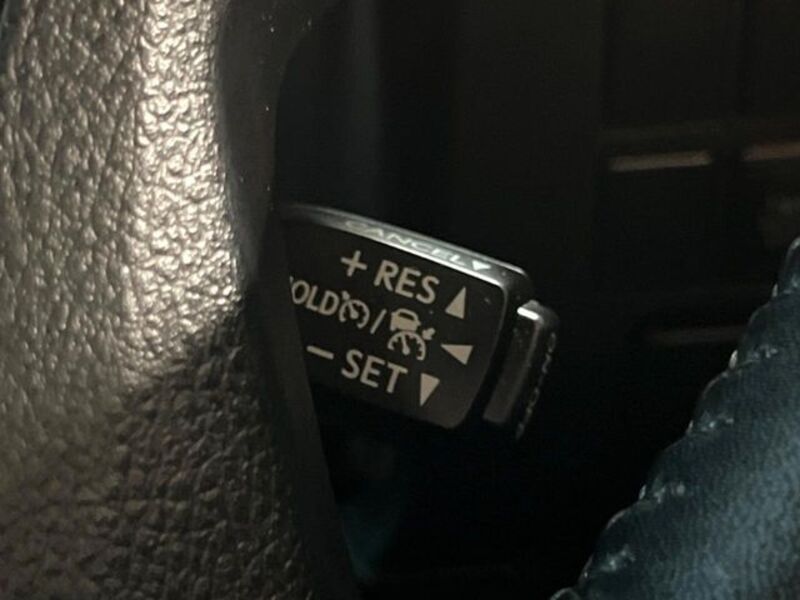 CANCEL
+ RES
OLD /
− SET